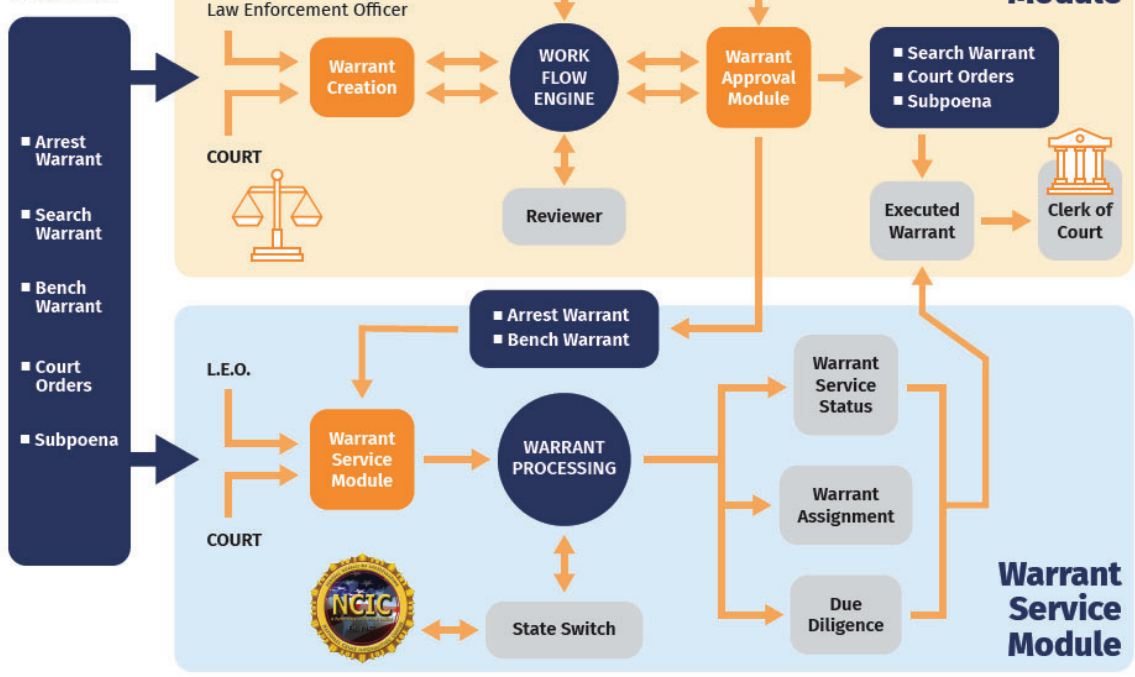 Law Enforcement Officer
Module
■ Arrest
Warrant
■ Search
Warrant
■ Bench
Warrant
■ Court
Orders
■ Subpoena
Warrant
Creation
COURT
WORK
FLOW
ENGINE
Reviewer
Warrant
Approval
Module
■ Search Warrant
■ Court Orders
■ Subpoena
Executed
Warrant
Clerk of
Court
■ Arrest Warrant
■ Bench Warrant
L.E.O.
COURT
Warrant
Service
Module
WARRANT
PROCESSING
NCIC
State Switch
Warrant
Service
Status
Warrant
Assignment
Due
Diligence
Warrant
Service
Module